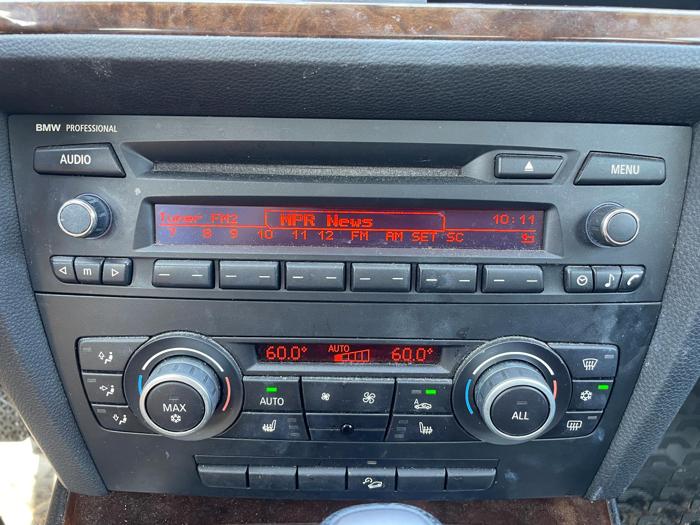 BMW PROFESSIONAL
AUDIO
MENU
Tuner FM2 NPR News 10:11
7 8 9 10 11 12 FM AM SET SC
m
60.0° AUTO 60.0°
AUTO
A
MAX
ALL